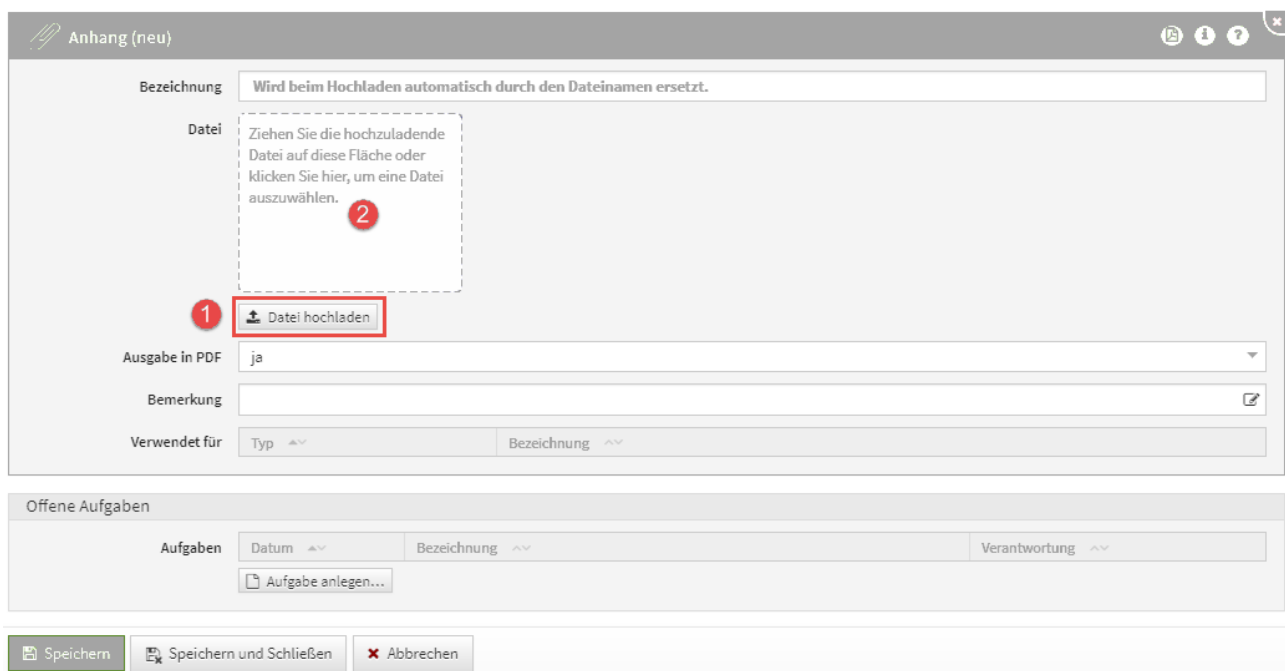 Anhang (neu)
Bezeichnung Wird beim Hochladen automatisch durch den Dateinamen ersetzt.
Datei Ziehen Sie die hochzuladende
Datei auf diese Fläche oder
klicken Sie hier, um eine Datei
auszuwählen.
2
1 Datei hochladen
Ausgabe in PDF ja
Bemerkung
Verwendet für Typ Bezeichnung
Offene Aufgaben
Aufgaben Datum Bezeichnung Verantwortung
Aufgabe anlegen...
Speichern Speichern und Schließen Abbrechen